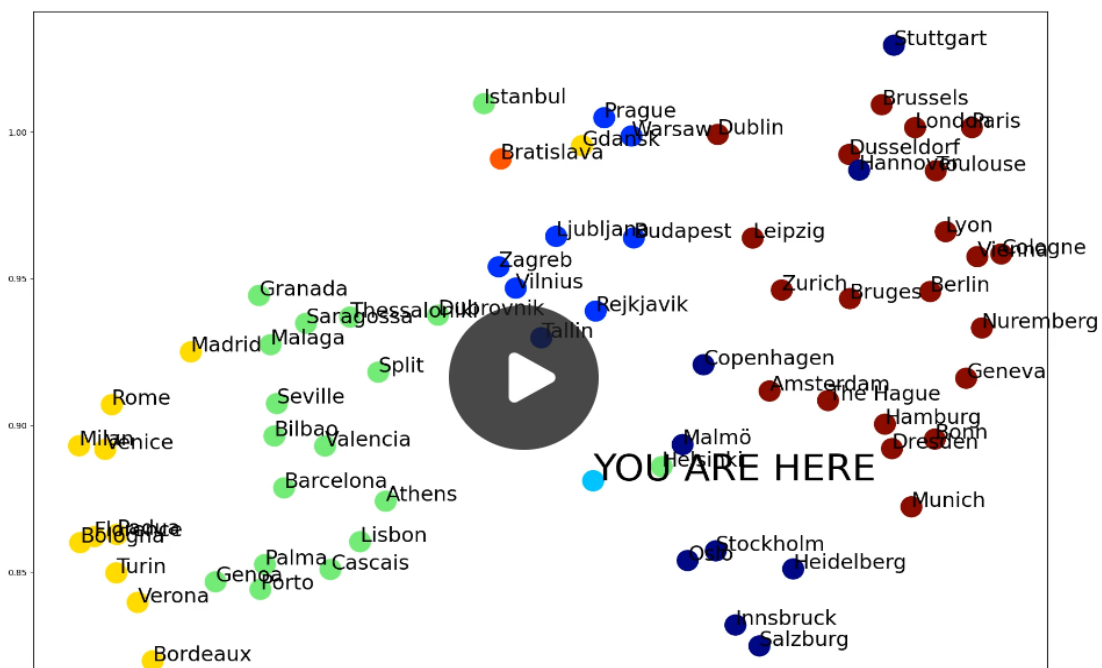 Stuttgart
Istanbul
Brussels
Prague
London
Paris
1.00
Warsaw
Dublin
Gdansk
Bratislava
Dusseldorf
Hannover
Toulouse
Lyon
Ljubljana
Budapest
Leipzig
Vienna
Cologne
Zagreb
0.95
Vilnius
Zurich
Bruges
Berlin
Granada
Saragossa
Thessaloniki
Dubrovnik
Rejkjavik
Nuremberg
Madrid
Malaga
Tallin
Split
Copenhagen
Geneva
Rome
Seville
Amsterdam
The Hague
0.90
Milan
Venice
Bilbao
Valencia
Malmö
Hamburg
Bonn
Dresden
Helsinki
YOU ARE HERE
Barcelona
Athens
Munich
Padua
Florence
Bologna
Lisbon
Stockholm
Oslo
0.85
Turin
Genoa
Palma
Cascais
Heidelberg
Porto
Verona
Innsbruck
Salzburg
Bordeaux